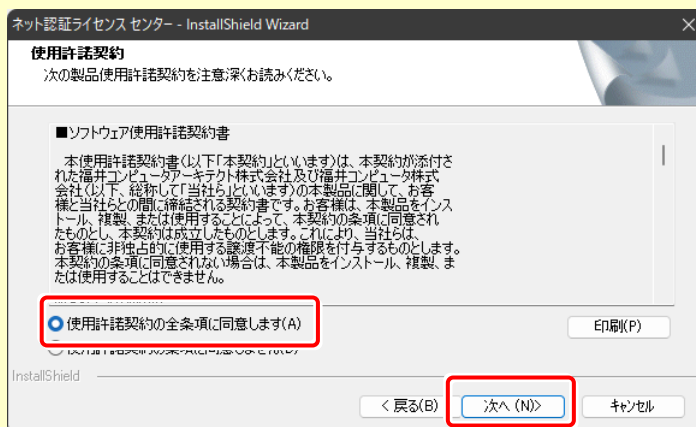 ネット認証ライセンス センター - InstallShield Wizard
使用許諾契約
次の製品使用許諾契約を注意深くお読みください。
■ソフトウェア使用許諾契約書
本使用許諾契約書(以下「本契約」といいます)は、本契約が添付さ
れた福井コンピュータアーキテクト株式会社及び福井コンピュータ株式
会社(以下、総称して「当社ら」といいます)の本製品に関して、お客
様と当社らとの間に締結される契約書です。お客様は、本製品をインス
トール、複製、または使用することによって、本契約の条項に同意され
たものとし、本契約は成立したものとします。これにより、当社らは、
お客様に非独占的に使用する譲渡不能の権限を付与するものとします。
本契約の条項に同意されない場合は、本製品をインストール、複製、ま
たは使用することはできません。
使用許諾契約の全条項に同意します(A)
印刷(P)
InstallShield
< 戻る(B)
次へ (N)>
キャンセル